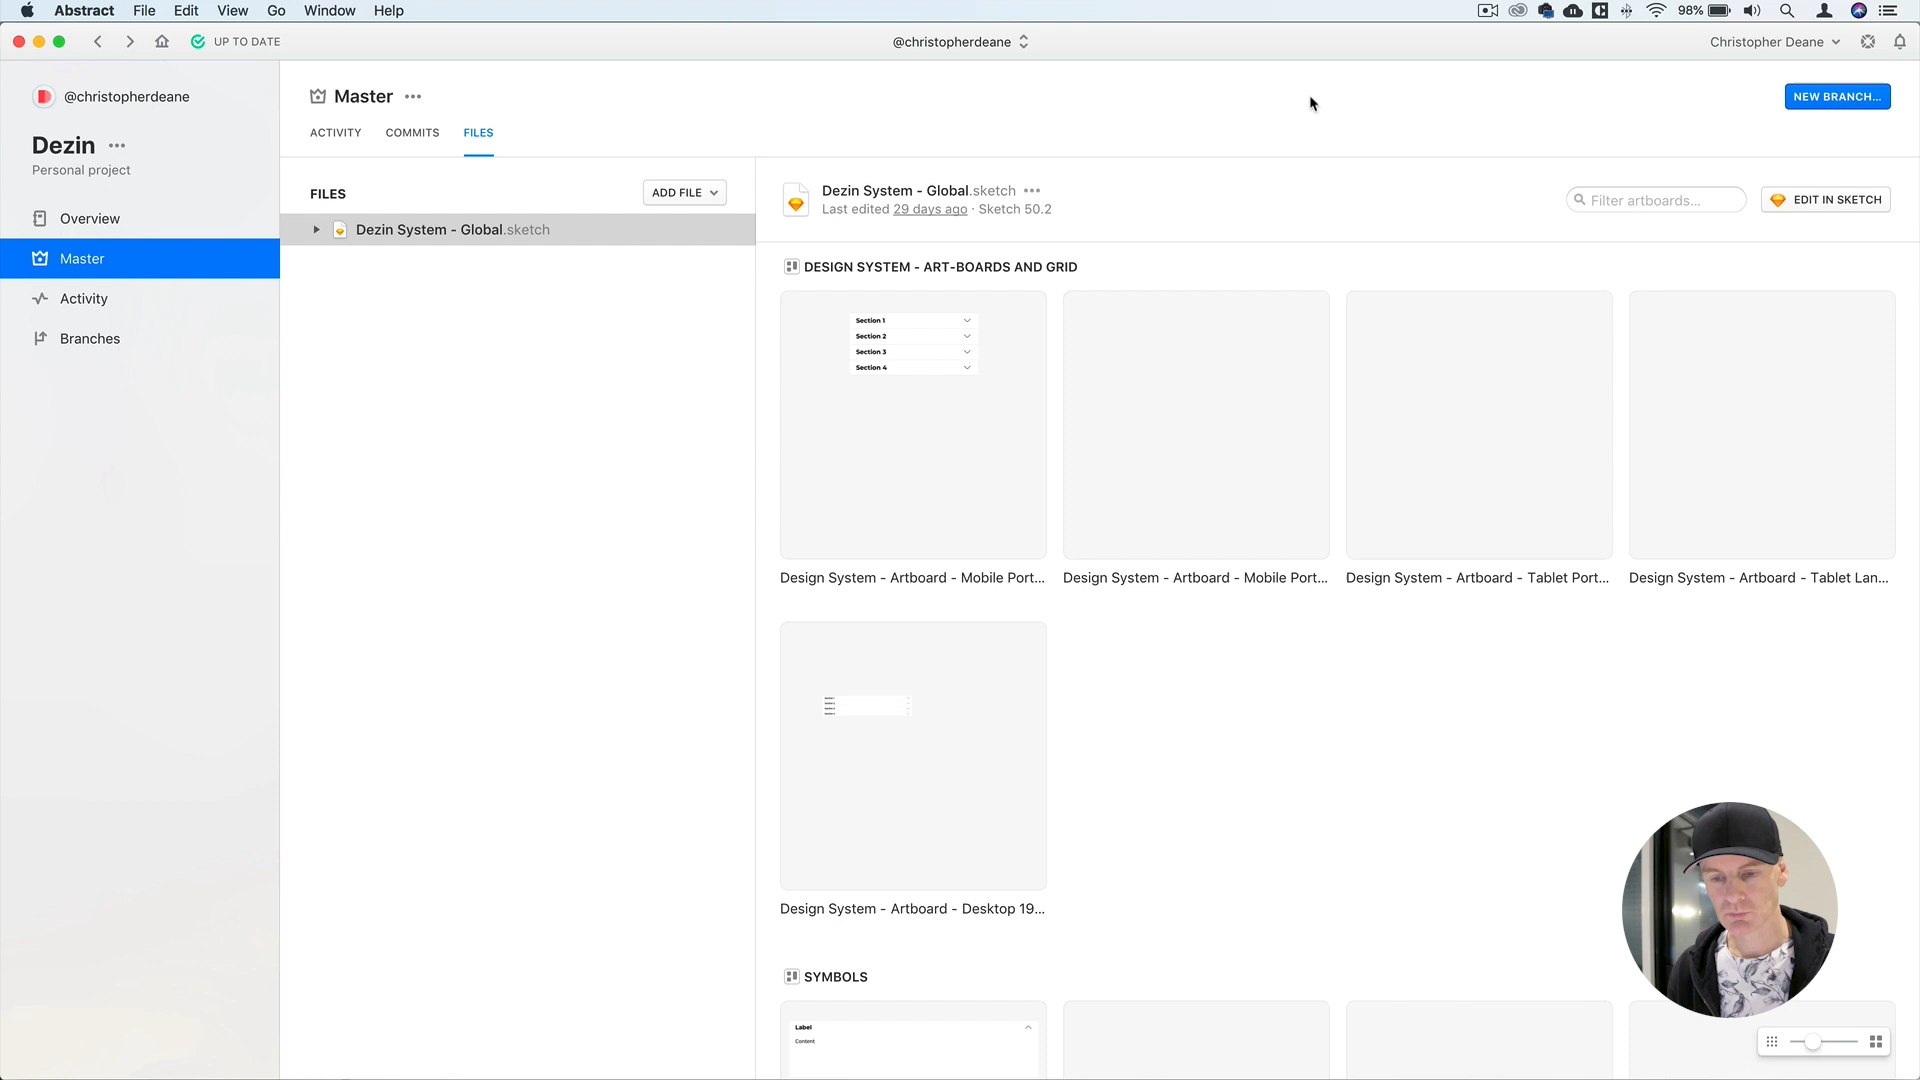 Abstract File Edit View Go Window Help 98%
UP TO DATE @christopherdeane Christopher Deane
@christopherdeane
Dezin
Personal project
Overview
Master
Activity
Branches
Master NEW BRANCH...
ACTIVITY COMMITS FILES
FILES ADD FILE
Dezin System - Global.sketch
Dezin System - Global.sketch
Last edited 29 days ago · Sketch 50.2
Filter artboards...
EDIT IN SKETCH
DESIGN SYSTEM - ART-BOARDS AND GRID
Section 1
Section 2
Section 3
Section 4
Design System - Artboard - Mobile Port... Design System - Artboard - Mobile Port... Design System - Artboard - Tablet Port... Design System - Artboard - Tablet Lan...
Design System - Artboard - Desktop 19...
SYMBOLS
Label
Content